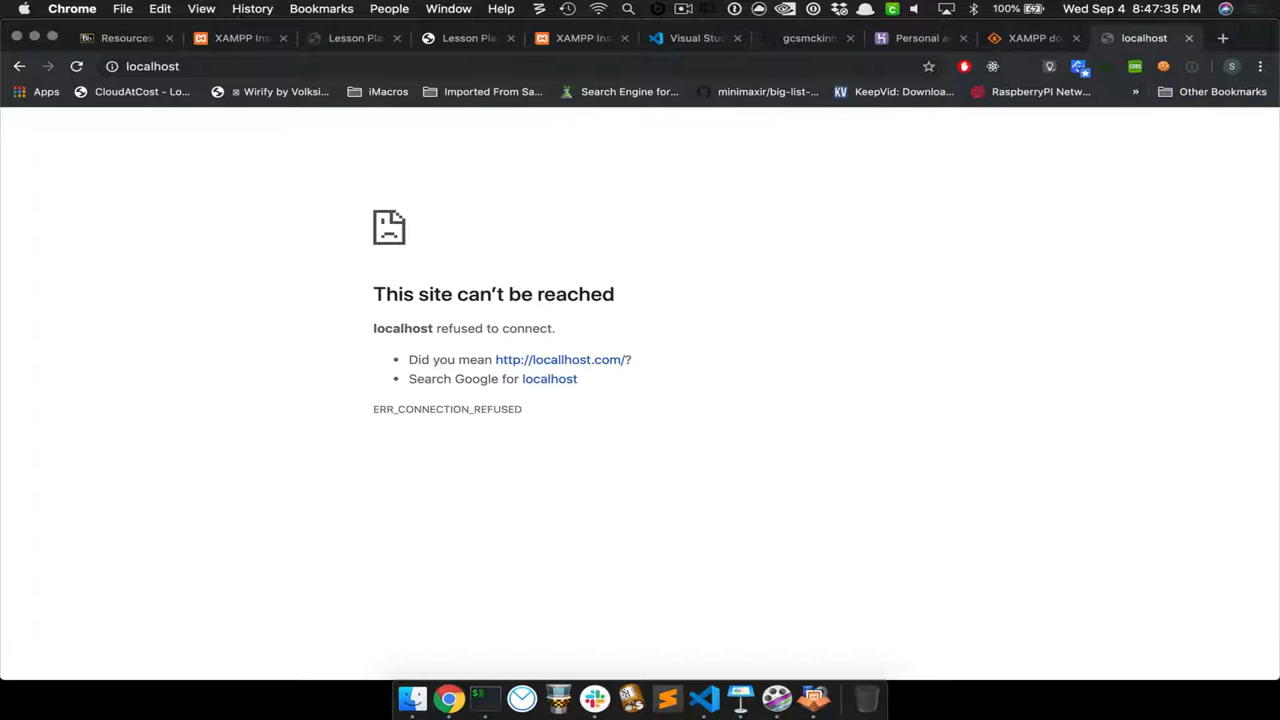 Chrome File Edit View History Bookmarks People Window Help 100% Wed Sep 4 8:47:35 PM
Resources XAMPP Ins Lesson Pla Lesson Pla XAMPP Ins Visual Stud gcsmckinn Personal a XAMPP do localhost
localhost
Apps CloudAtCost - Lo... Wirify by Volksi... iMacros Imported From Sa... Search Engine for... minimaxir/big-list-... KV KeepVid: Downloa... RaspberryPI Netw... » Other Bookmarks
This site can't be reached
localhost refused to connect.
• Did you mean http://locallhost.com/?
• Search Google for localhost
ERR_CONNECTION_REFUSED